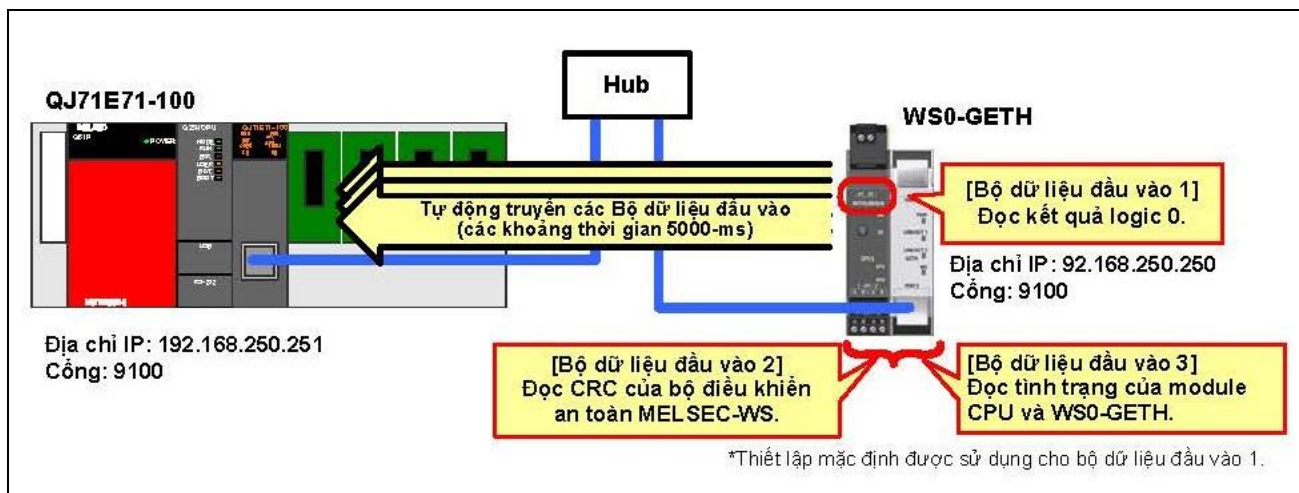 Hub
QJ71E71-100
WS0-GETH
POWER
Tự động truyền các Bộ dữ liệu đầu vào
(các khoảng thời gian 5000-ms)
[Bộ dữ liệu đầu vào 1]
Đọc kết quả logic 0.
Địa chỉ IP: 92.168.250.250
Cổng: 9100
Địa chỉ IP: 192.168.250.251
Cổng: 9100
[Bộ dữ liệu đầu vào 2]
Đọc CRC của bộ điều khiển
an toàn MELSEC-WS.
[Bộ dữ liệu đầu vào 3]
Đọc tình trạng của module
CPU và WS0-GETH.
*Thiết lập mặc định được sử dụng cho bộ dữ liệu đầu vào 1.